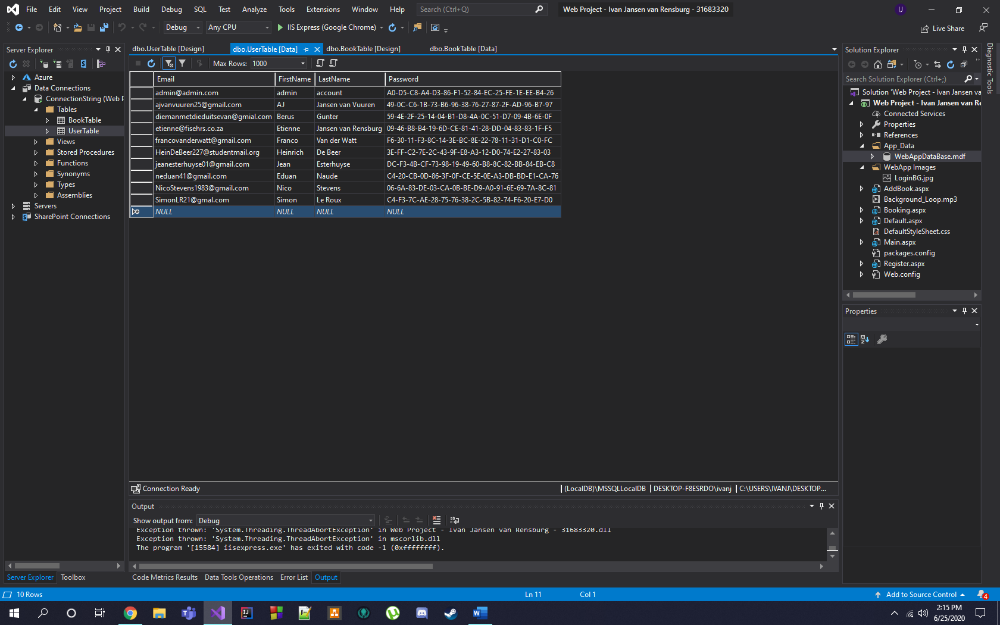 File Edit View Project Build Debug SQL Test Analyze Tools Extensions Window Help Search (Ctrl+Q) Web Project - Ivan Jansen van Rensburg - 31683320 IJ
Debug Any CPU IIS Express (Google Chrome) Live Share
Server Explorer
Azure
Data Connections
ConnectionString (Web P
Tables
BookTable
UserTable
Views
Stored Procedures
Functions
Synonyms
Types
Assemblies
Servers
SharePoint Connections
Server Explorer Toolbox
dbo.UserTable [Design] dbo.UserTable [Data] dbo.BookTable [Design] dbo.BookTable [Data]
Max Rows: 1000
Email FirstName LastName Password
admin@admin.com admin account A0-D5-C8-A4-D3-86-F1-52-84-EC-25-FE-1E-EE-B4-26
ajvanvuuren25@gmail.com AJ Jansen van Vuuren 49-0C-C6-1B-73-B6-96-38-76-27-87-2F-AD-96-B7-97
diemanmetdieduitsevan@gmial.com Berus Gunter 59-4E-2F-25-14-04-B1-D8-4A-0C-51-D7-09-4B-6E-0F
etienne@fisehrs.co.za Etienne Jansen van Rensburg 09-46-B8-B4-19-6D-CE-81-41-28-DD-04-83-83-1F-F5
francovanderwatt@gmail.com Franco Van der Watt F6-30-11-F3-8C-14-3E-BC-8E-22-78-11-31-D1-C0-FC
HeinDeBeer227@studentmail.org Heinrich De Beer 3E-FF-C2-7E-2C-43-9F-E8-A3-12-D0-74-E2-27-83-03
jeanesterhuyse01@gmail.com Jean Esterhuyse DC-F3-4B-CF-73-98-19-49-60-B8-8C-82-BB-84-EB-C8
neduan41@gmail.com Eduan Naude C4-20-CB-0D-86-3F-0F-CE-5E-0E-A3-DB-BD-E1-CA-76
NicoStevens1983@gmail.com Nico Stevens 06-6A-83-DE-03-CA-0B-BE-D9-A0-91-6E-69-7A-8C-81
SimonLR21@gmal.com Simon Le Roux C4-F3-7C-AE-28-75-76-38-2C-5B-82-74-F6-20-E7-D0
NULL NULL NULL NULL
Connection Ready (LocalDB)\MSSQLLocalDB DESKTOP-F8ESRDO\ivanj C:\USERS\IVANJ\DESKTOP...
Output
Show output from: Debug
Exception thrown: 'System.Threading.ThreadAbortException' in Web Project - Ivan Jansen van Rensburg - 31683320.dll
Exception thrown: 'System.Threading.ThreadAbortException' in mscorlib.dll
The program '[15584] iisexpress.exe' has exited with code -1 (0xffffffff).
Code Metrics Results Data Tools Operations Error List Output
Solution Explorer
Search Solution Explorer (Ctrl+;)
Solution 'Web Project - Ivan Jansen va
Web Project - Ivan Jansen van Re
Connected Services
Properties
References
App_Data
WebAppDataBase.mdf
WebApp Images
LoginBG.jpg
AddBook.aspx
Background_Loop.mp3
Booking.aspx
Default.aspx
DefaultStyleSheet.css
Main.aspx
packages.config
Register.aspx
Web.config
Properties
Diagnostic Tools
10 Rows Ln 11 Col 1 Add to Source Control 4
2:15 PM
6/25/2020